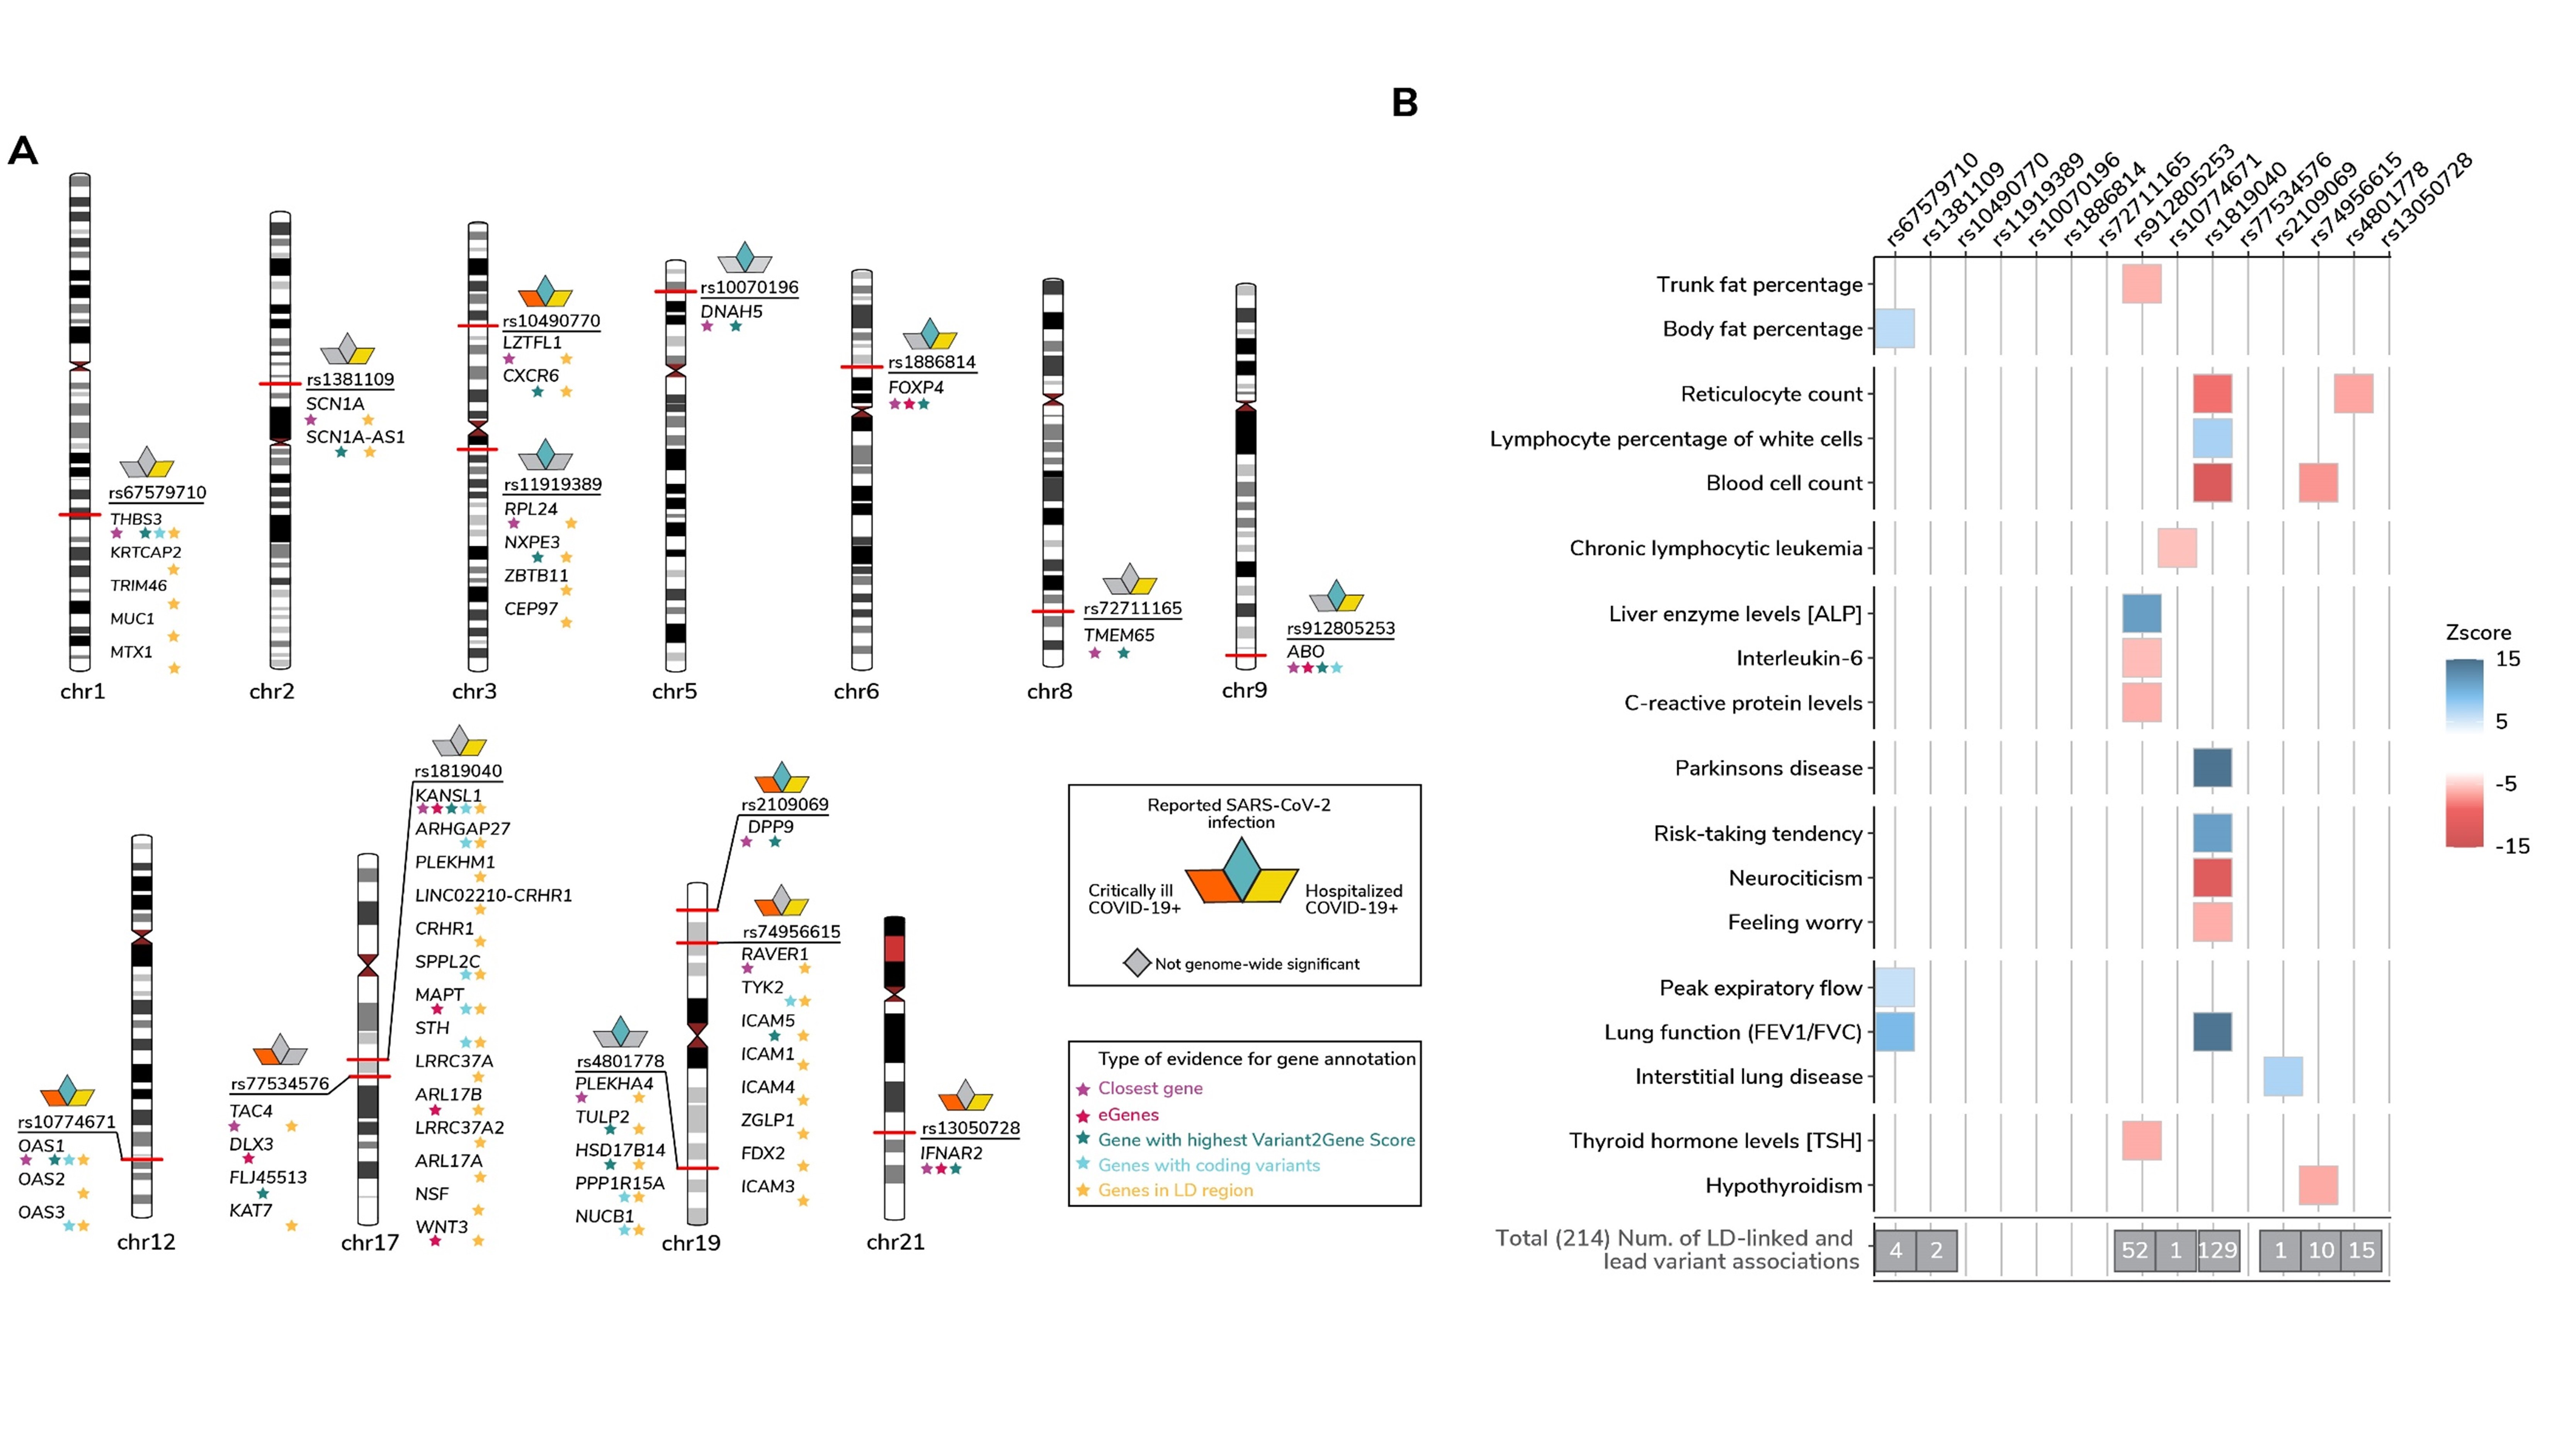 A
rs67579710
THBS3
KRTCAP2
TRIM46
MUC1
MTX1
chr1
rs1381109
SCN1A
SCN1A-AS1
chr2
rs10490770
LZTFL1
CXCR6
rs11919389
RPL24
NXPE3
ZBTB11
CEP97
chr3
rs10070196
DNAH5
chr5
rs1886814
FOXP4
chr6
rs72711165
TMEM65
chr8
rs912805253
ABO
chr9
rs10774671
OAS1
OAS2
OAS3
chr12
rs77534576
TAC4
DLX3
FLJ45513
KAT7
chr17
rs1819040
KANSL1
ARHGAP27
PLEKHM1
LINC02210-CRHR1
CRHR1
SPPL2C
MAPT
STH
LRRC37A
ARL17B
LRRC37A2
ARL17A
NSF
WNT3
rs4801778
PLEKHA4
TULP2
HSD17B14
PPP1R15A
NUCB1
chr19
rs2109069
DPP9
rs74956615
RAVER1
TYK2
ICAM5
ICAM1
ICAM4
ZGLP1
FDX2
ICAM3
rs13050728
IFNAR2
chr21
Reported SARS-CoV-2
infection
Critically ill
COVID-19+
Hospitalized
COVID-19+
Not genome-wide significant
Type of evidence for gene annotation
Closest gene
eGenes
Gene with highest Variant2Gene Score
Genes with coding variants
Genes in LD region
B
rs67579710
rs1381109
rs10490770
rs11919389
rs10070196
rs1886814
rs72711165
rs912805253
rs10774671
rs1819040
rs77534576
rs2109069
rs74956615
rs4801778
rs13050728
Trunk fat percentage
Body fat percentage
Reticulocyte count
Lymphocyte percentage of white cells
Blood cell count
Chronic lymphocytic leukemia
Liver enzyme levels [ALP]
Interleukin-6
C-reactive protein levels
Parkinsons disease
Risk-taking tendency
Neurociticism
Feeling worry
Peak expiratory flow
Lung function (FEV1/FVC)
Interstitial lung disease
Thyroid hormone levels [TSH]
Hypothyroidism
Total (214) Num. of LD-linked and
lead variant associations
4 2 52 1 129 1 10 15
Zscore
15
5
-5
-15